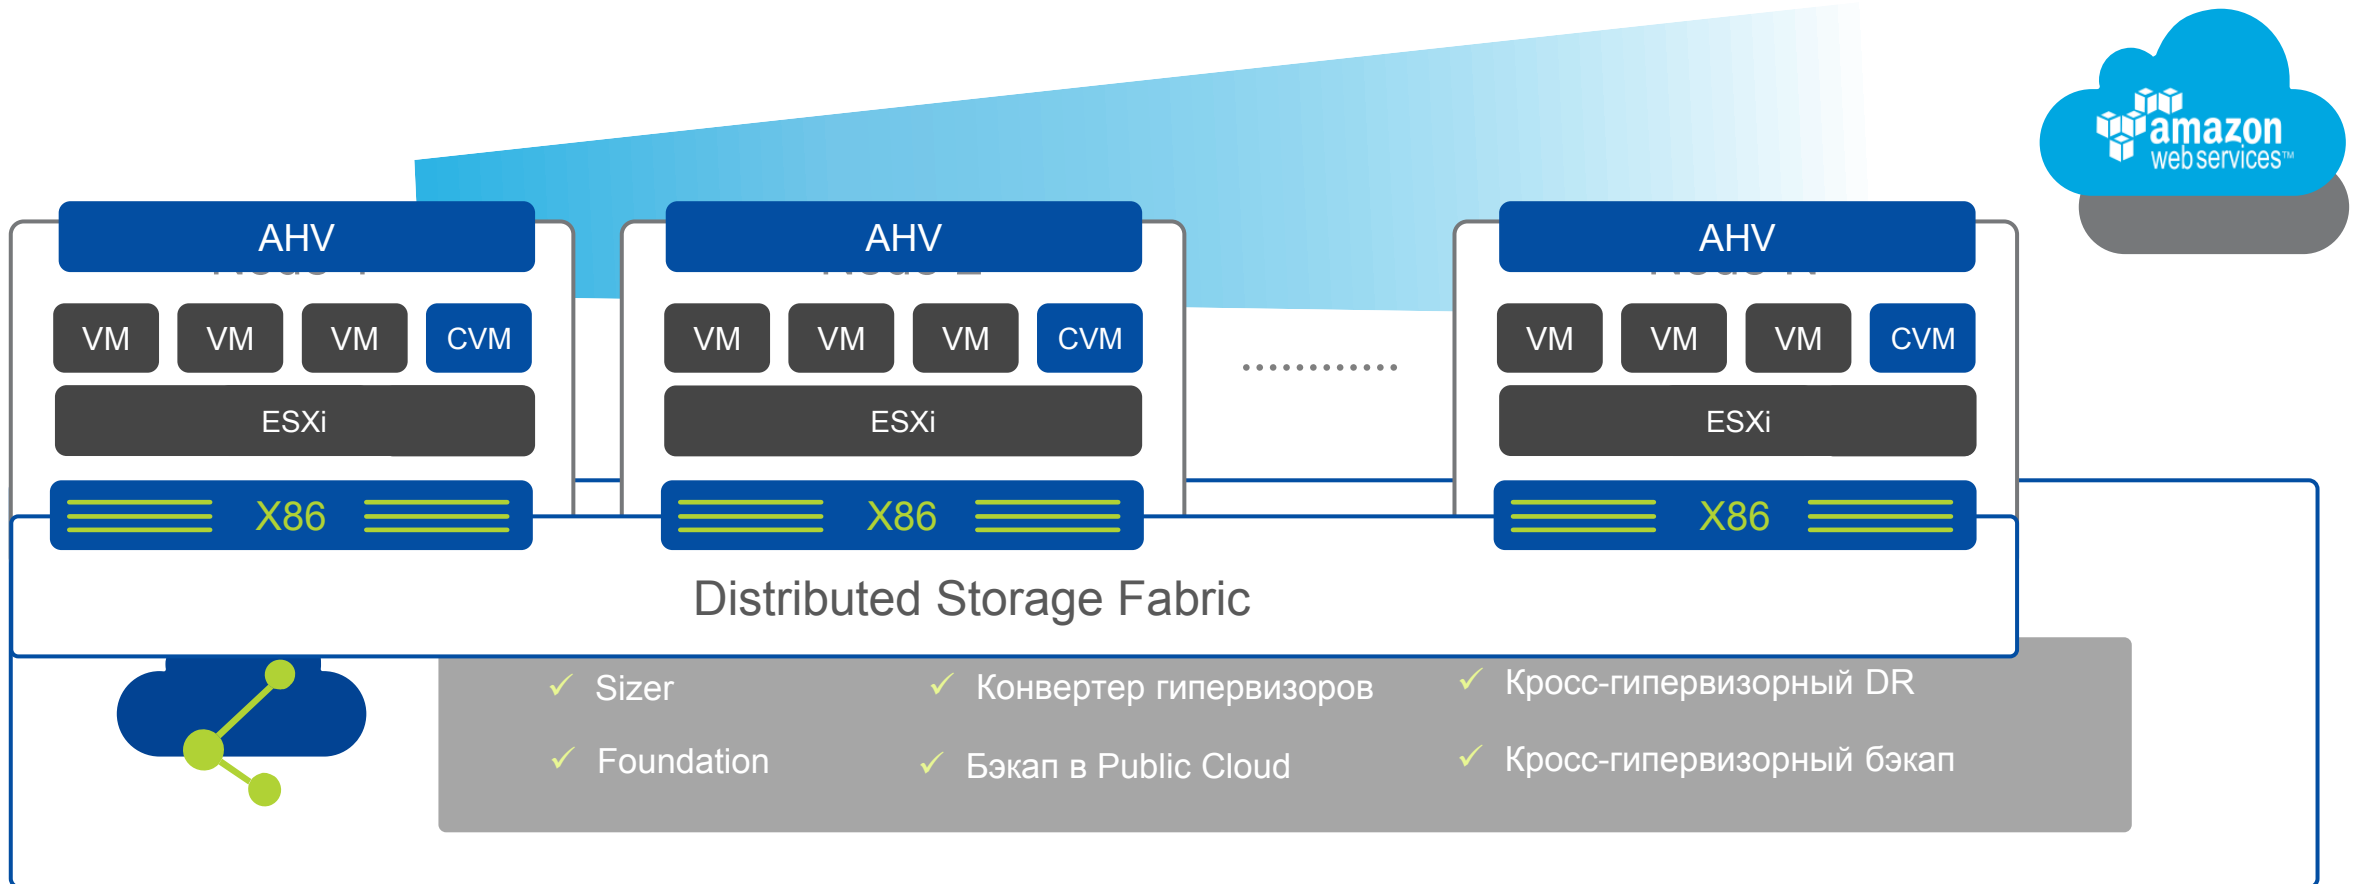 amazon
web services™
AHV
AHV
AHV
VM VM VM CVM
VM VM VM CVM
VM VM VM CVM
ESXi
ESXi
ESXi
X86
X86
X86
Distributed Storage Fabric
Sizer
Конвертер гипервизоров
Кросс-гипервизорный DR
Foundation
Бэкап в Public Cloud
Кросс-гипервизорный бэкап